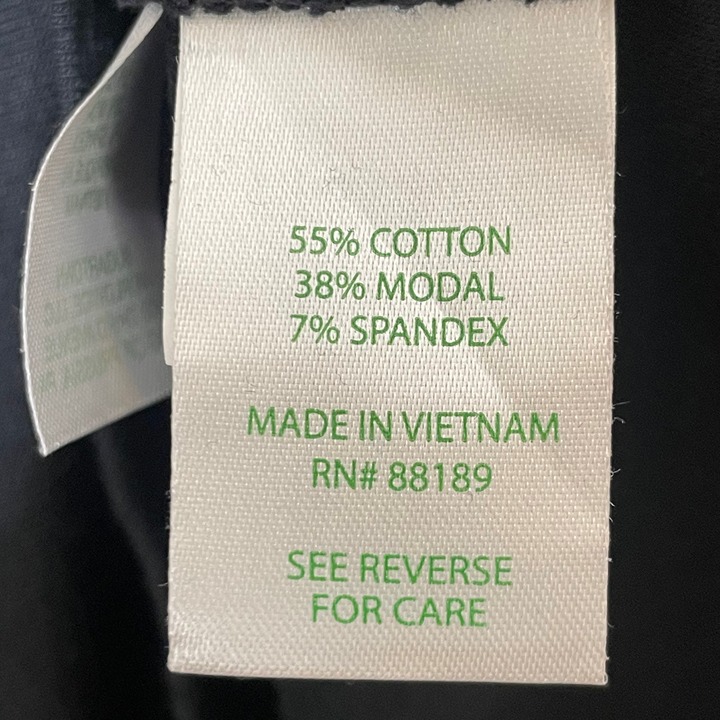 55% COTTON
38% MODAL
7% SPANDEX
MADE IN VIETNAM
RN# 88189
SEE REVERSE
FOR CARE